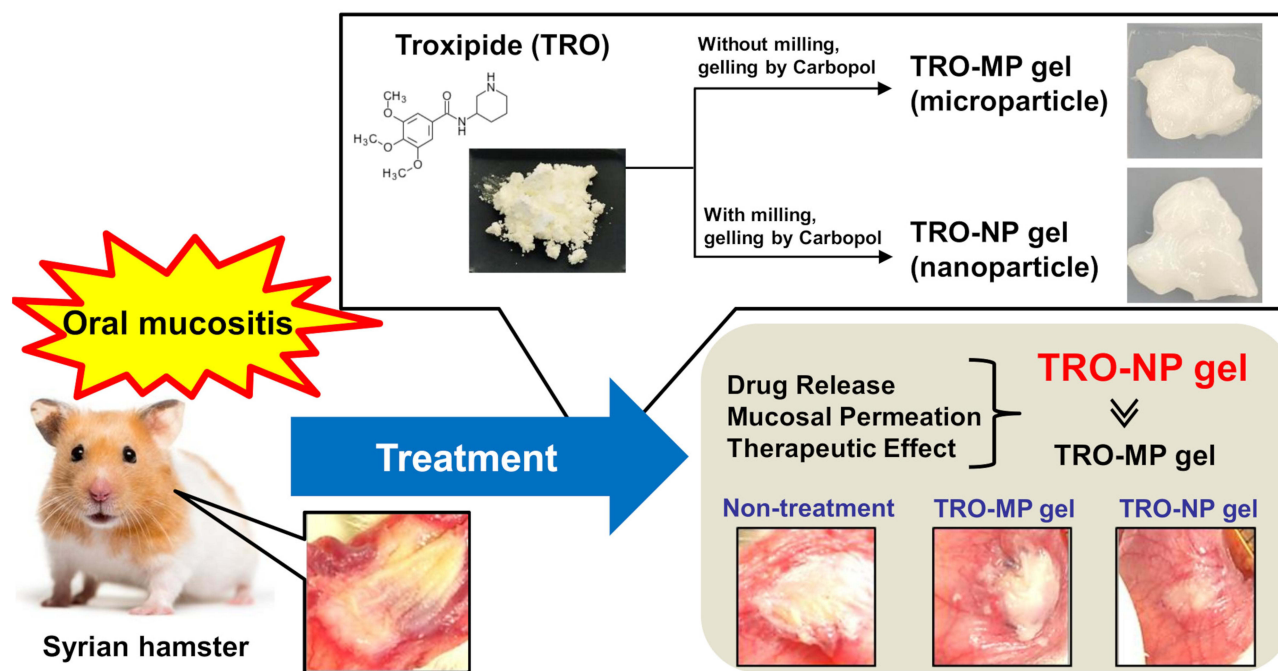 Troxipide (TRO)
H
N
O
CH₃
O
N
H
H₃C
O
O
H₃C
Without milling,
gelling by Carbopol
TRO-MP gel
(microparticle)
With milling,
gelling by Carbopol
TRO-NP gel
(nanoparticle)
Oral mucositis
Syrian hamster
Treatment
Drug Release
Mucosal Permeation
Therapeutic Effect
TRO-NP gel
TRO-MP gel
Non-treatment
TRO-MP gel
TRO-NP gel